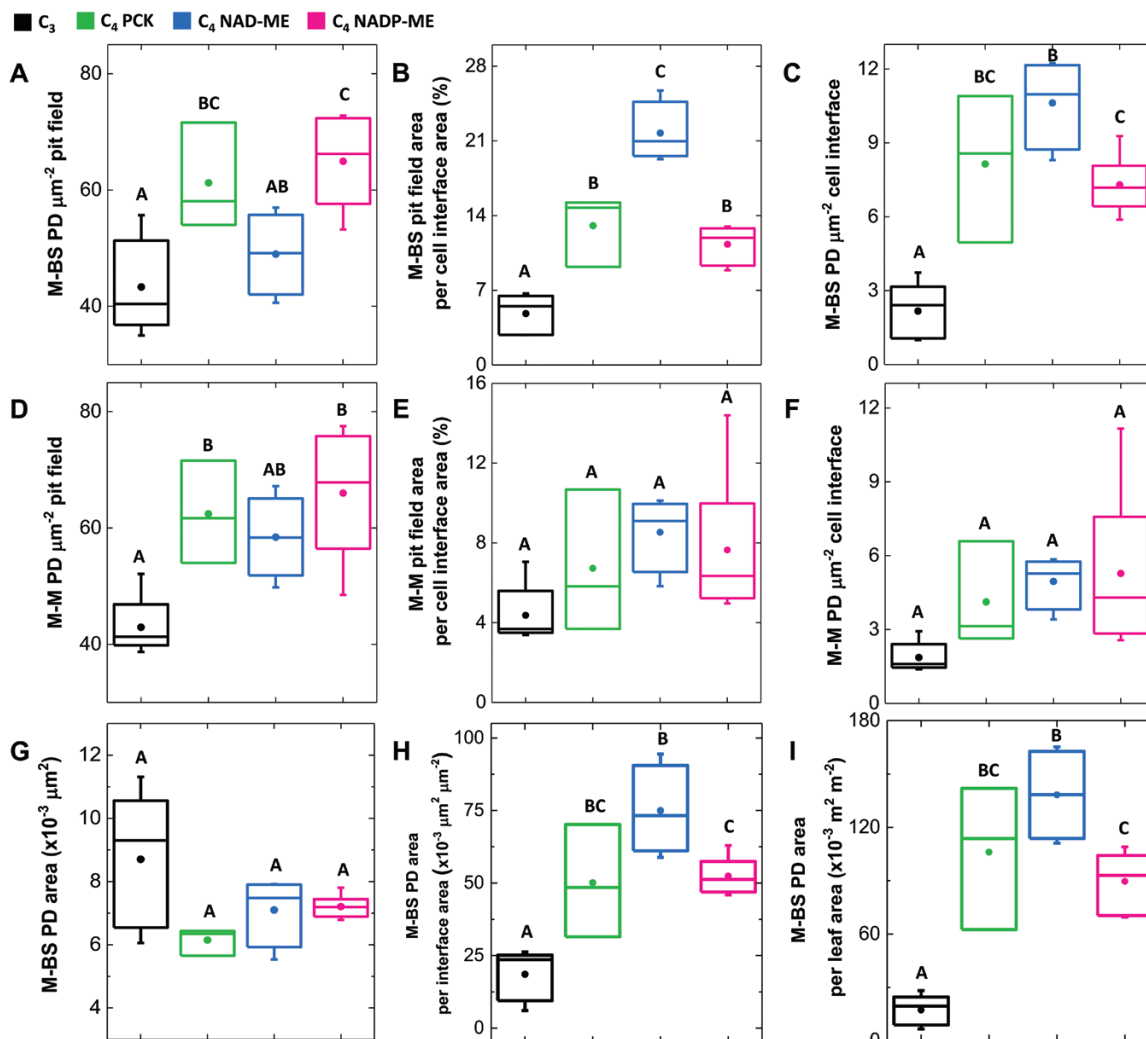 C₃ C₄ PCK C₄ NAD-ME C₄ NADP-ME
A
M-BS PD μm⁻² pit field
80
60
40
A
BC
AB
C
B
M-BS pit field area
per cell interface area (%)
28
21
14
7
0
A
B
C
B
C
M-BS PD μm⁻² cell interface
12
9
6
3
0
A
BC
B
C
D
M-M PD μm⁻² pit field
80
60
40
A
B
AB
B
E
M-M pit field area
per cell interface area (%)
16
12
8
4
0
A
A
A
A
F
M-M PD μm⁻² cell interface
12
9
6
3
0
A
A
A
A
G
M-BS PD area (x10⁻³ μm²)
12
10
8
6
4
A
A
A
A
H
M-BS PD area
per interface area (x10⁻³ μm² μm⁻²)
100
75
50
25
0
A
BC
B
C
I
M-BS PD area
per leaf area (x10⁻³ m² m⁻²)
180
120
60
0
A
BC
B
C